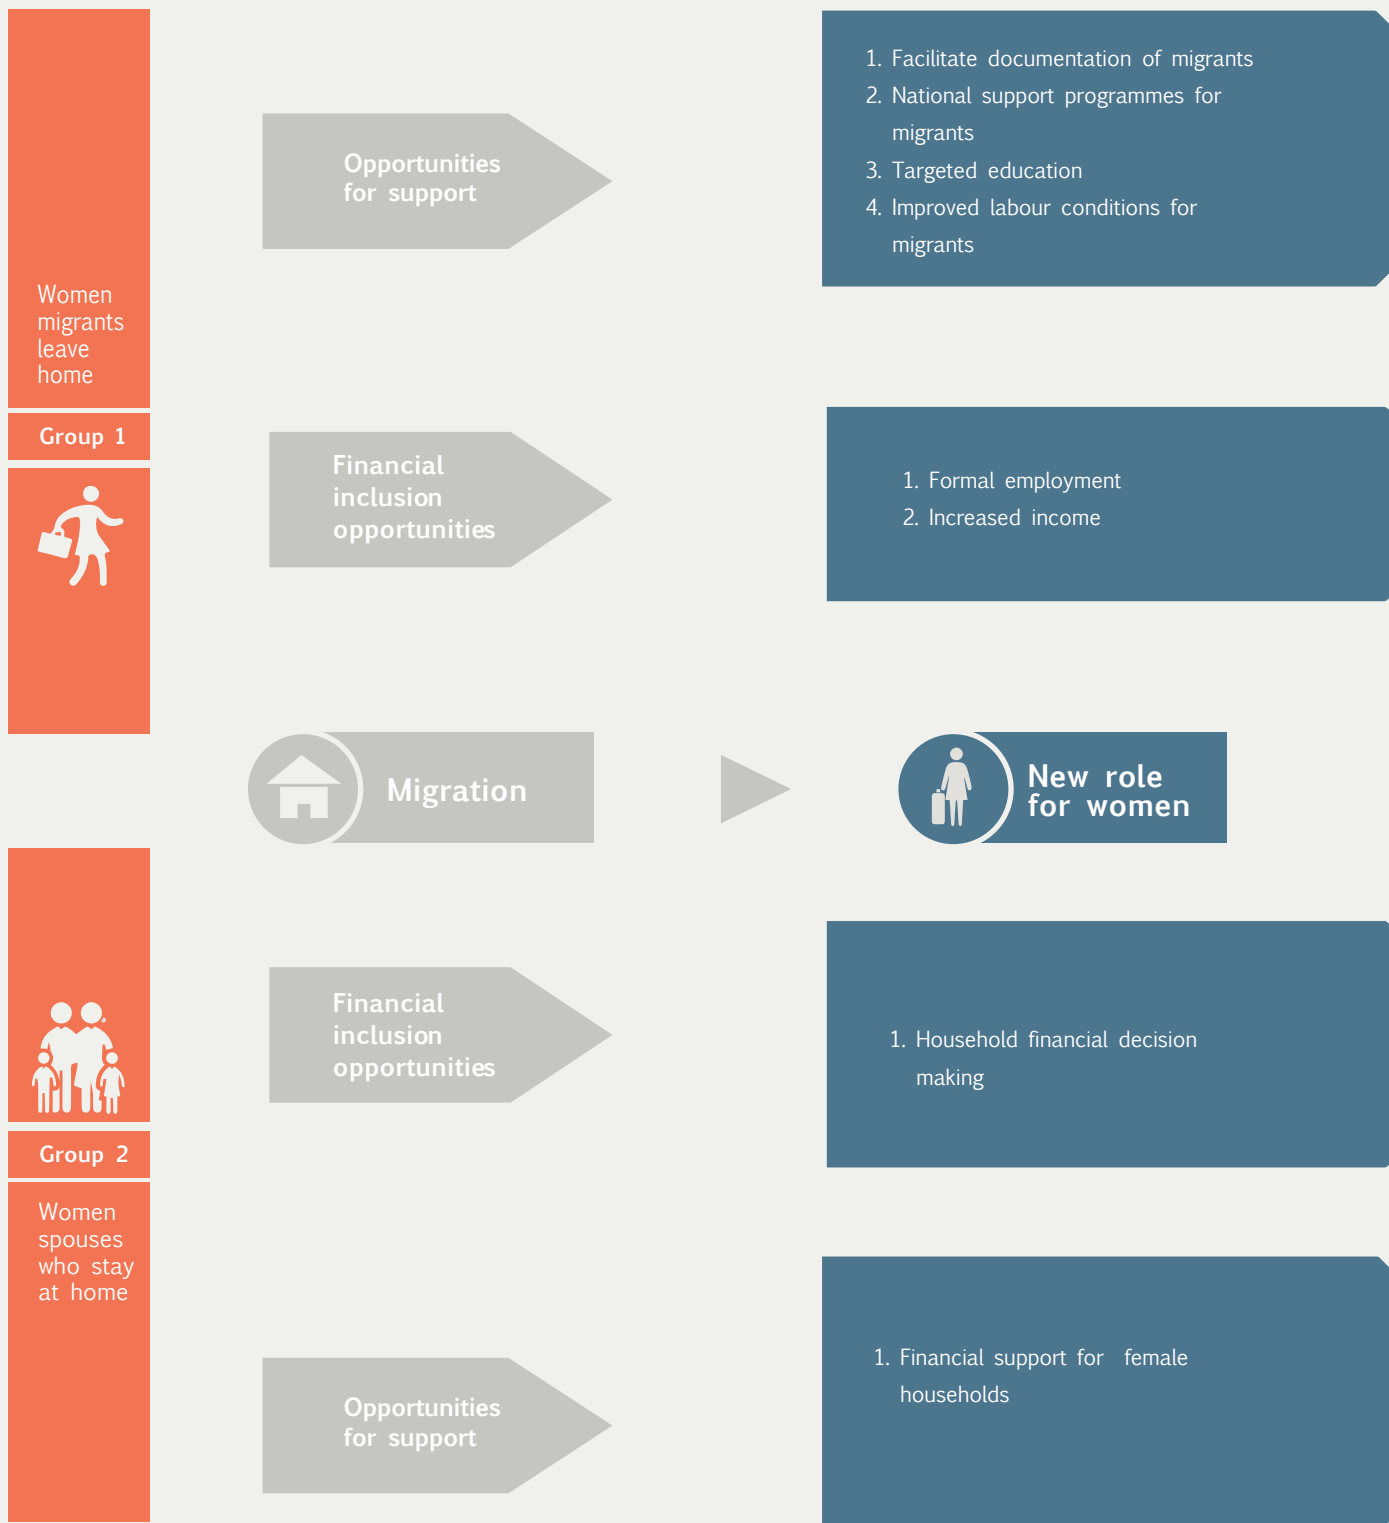 Women
migrants
leave
home
Group 1
Opportunities
for support
1. Facilitate documentation of migrants
2. National support programmes for
migrants
3. Targeted education
4. Improved labour conditions for
migrants
Financial
inclusion
opportunities
1. Formal employment
2. Increased income
Migration
New role
for women
Financial
inclusion
opportunities
1. Household financial decision
making
Group 2
Women
spouses
who stay
at home
Opportunities
for support
1. Financial support for female
households